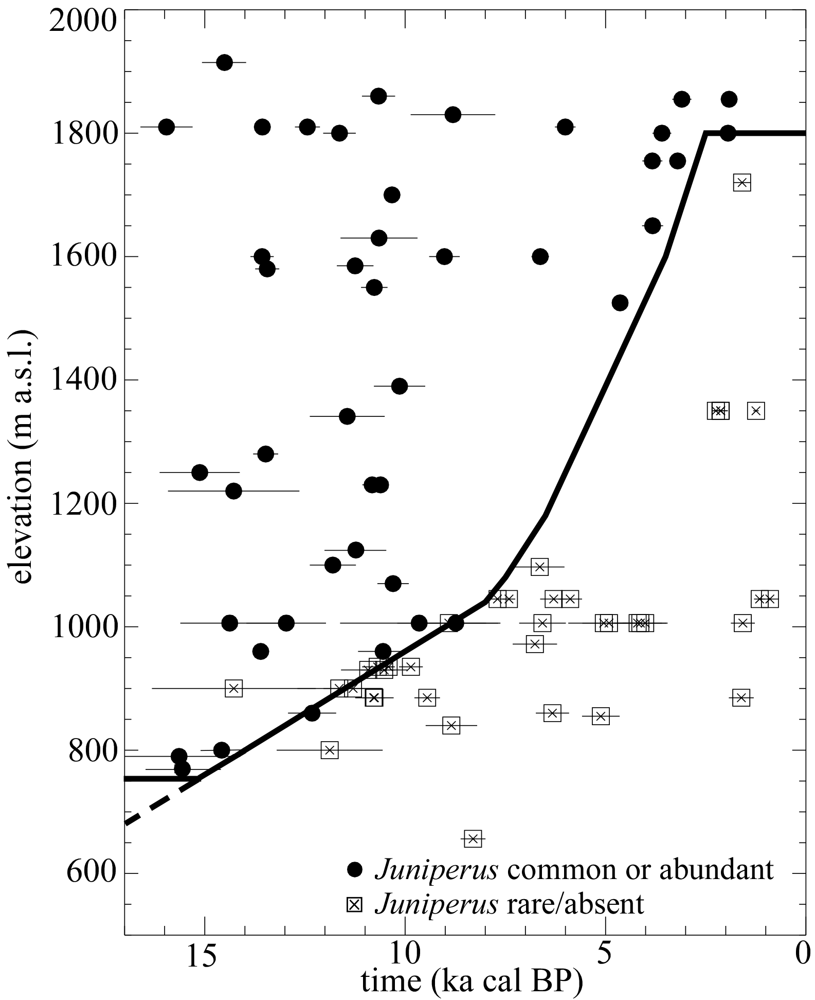 2000
1800
1600
1400
1200
1000
800
600
elevation (m a.s.l.)
Juniperus common or abundant
Juniperus rare/absent
15 10 5 0
time (ka cal BP)